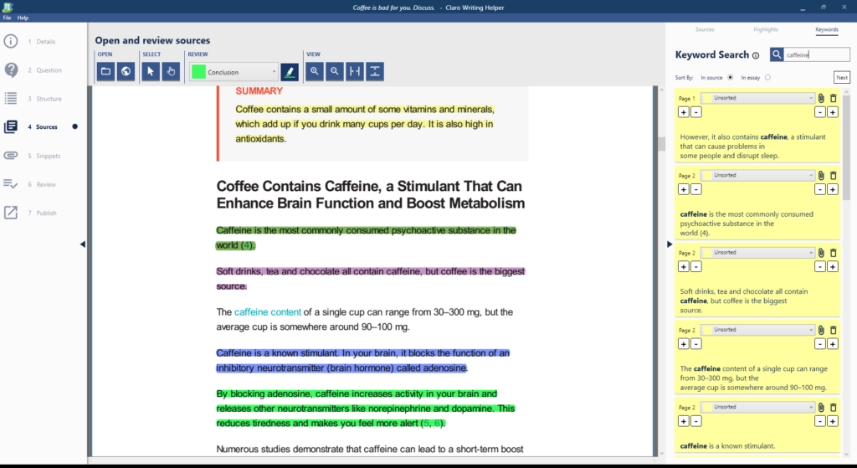 Coffee is bad for you. Discuss. - Claro Writing Helper
File Help
1 Details
2 Question
3 Structure
4 Sources
5 Snippets
6 Review
7 Publish
Open and review sources
OPEN
SELECT
REVIEW
VIEW
Conclusion
SUMMARY
Coffee contains a small amount of some vitamins and minerals,
which add up if you drink many cups per day. It is also high in
antioxidants.
Coffee Contains Caffeine, a Stimulant That Can
Enhance Brain Function and Boost Metabolism
Caffeine is the most commonly consumed psychoactive substance in the
world (4).
Soft drinks, tea and chocolate all contain caffeine, but coffee is the biggest
source.
The caffeine content of a single cup can range from 30–300 mg, but the
average cup is somewhere around 90–100 mg.
Caffeine is a known stimulant. In your brain, it blocks the function of an
inhibitory neurotransmitter (brain hormone) called adenosine.
By blocking adenosine, caffeine increases activity in your brain and
releases other neurotransmitters like norepinephrine and dopamine. This
reduces tiredness and makes you feel more alert (5, 6).
Numerous studies demonstrate that caffeine can lead to a short-term boost
Sources Highlights Keywords
Keyword Search
caffeine
Sort By: In source In essay
Next
Page 1 Unsorted
However, it also contains caffeine, a stimulant
that can cause problems in
some people and disrupt sleep.
Page 2 Unsorted
caffeine is the most commonly consumed
psychoactive substance in the
world (4).
Page 2 Unsorted
Soft drinks, tea and chocolate all contain
caffeine, but coffee is the biggest
source.
Page 2 Unsorted
The caffeine content of a single cup can range
from 30–300 mg, but the
average cup is somewhere around 90–100 mg.
Page 2 Unsorted
caffeine is a known stimulant.